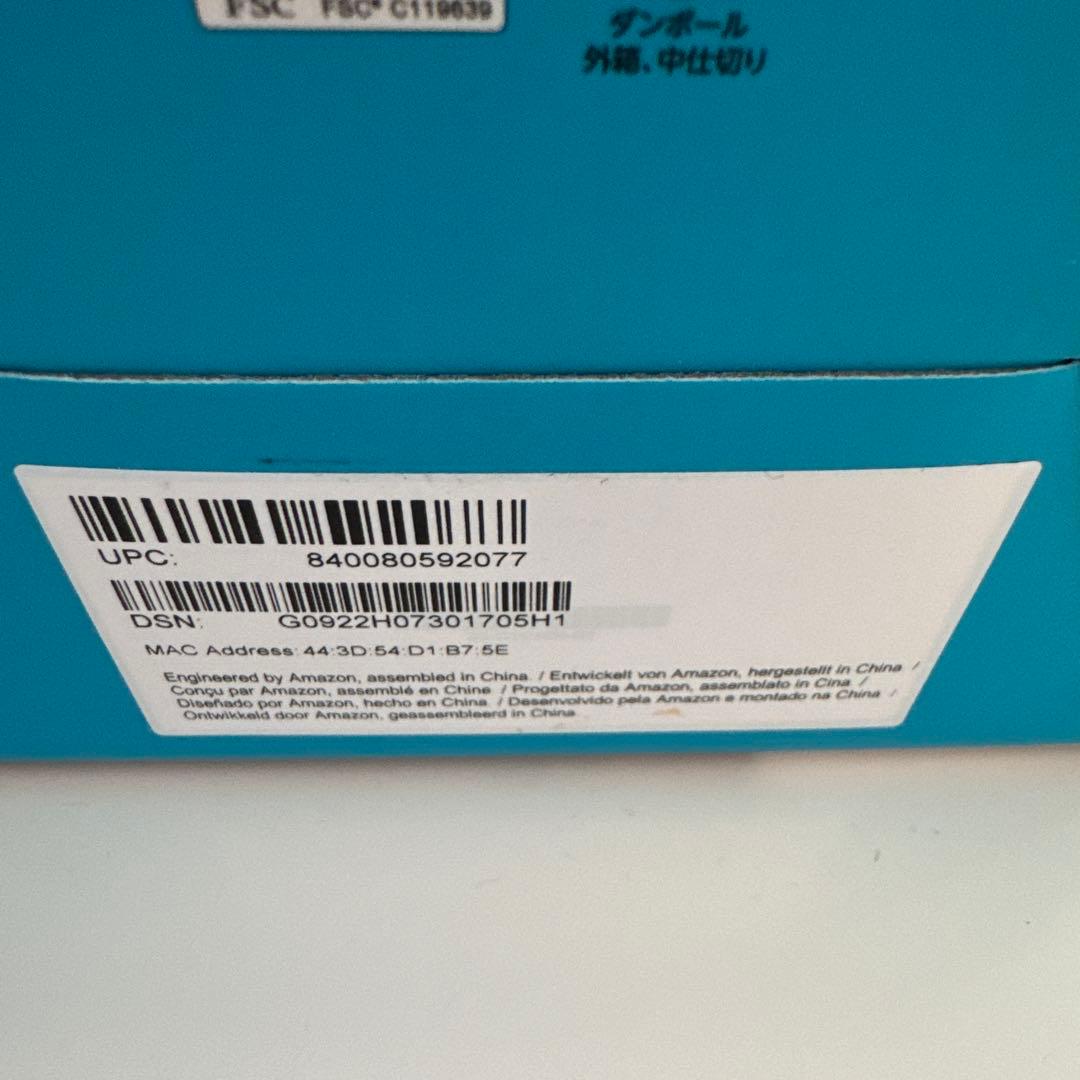 FSC FSC® C119639
ダンボール
外箱、中仕切り
UPC: 840080592077
DSN: G0922H07301705H1
MAC Address: 44:3D:54:D1:B7:5E
Engineered by Amazon, assembled in China. / Entwickelt von Amazon, hergestellt in China /
Conçu par Amazon, assemblé en Chine / Progettato da Amazon, assemblato in Cina /
Diseñado por Amazon, hecho en China. / Desenvolvido pela Amazon e montado na China /
Ontwikkeld door Amazon, geassembleerd in China